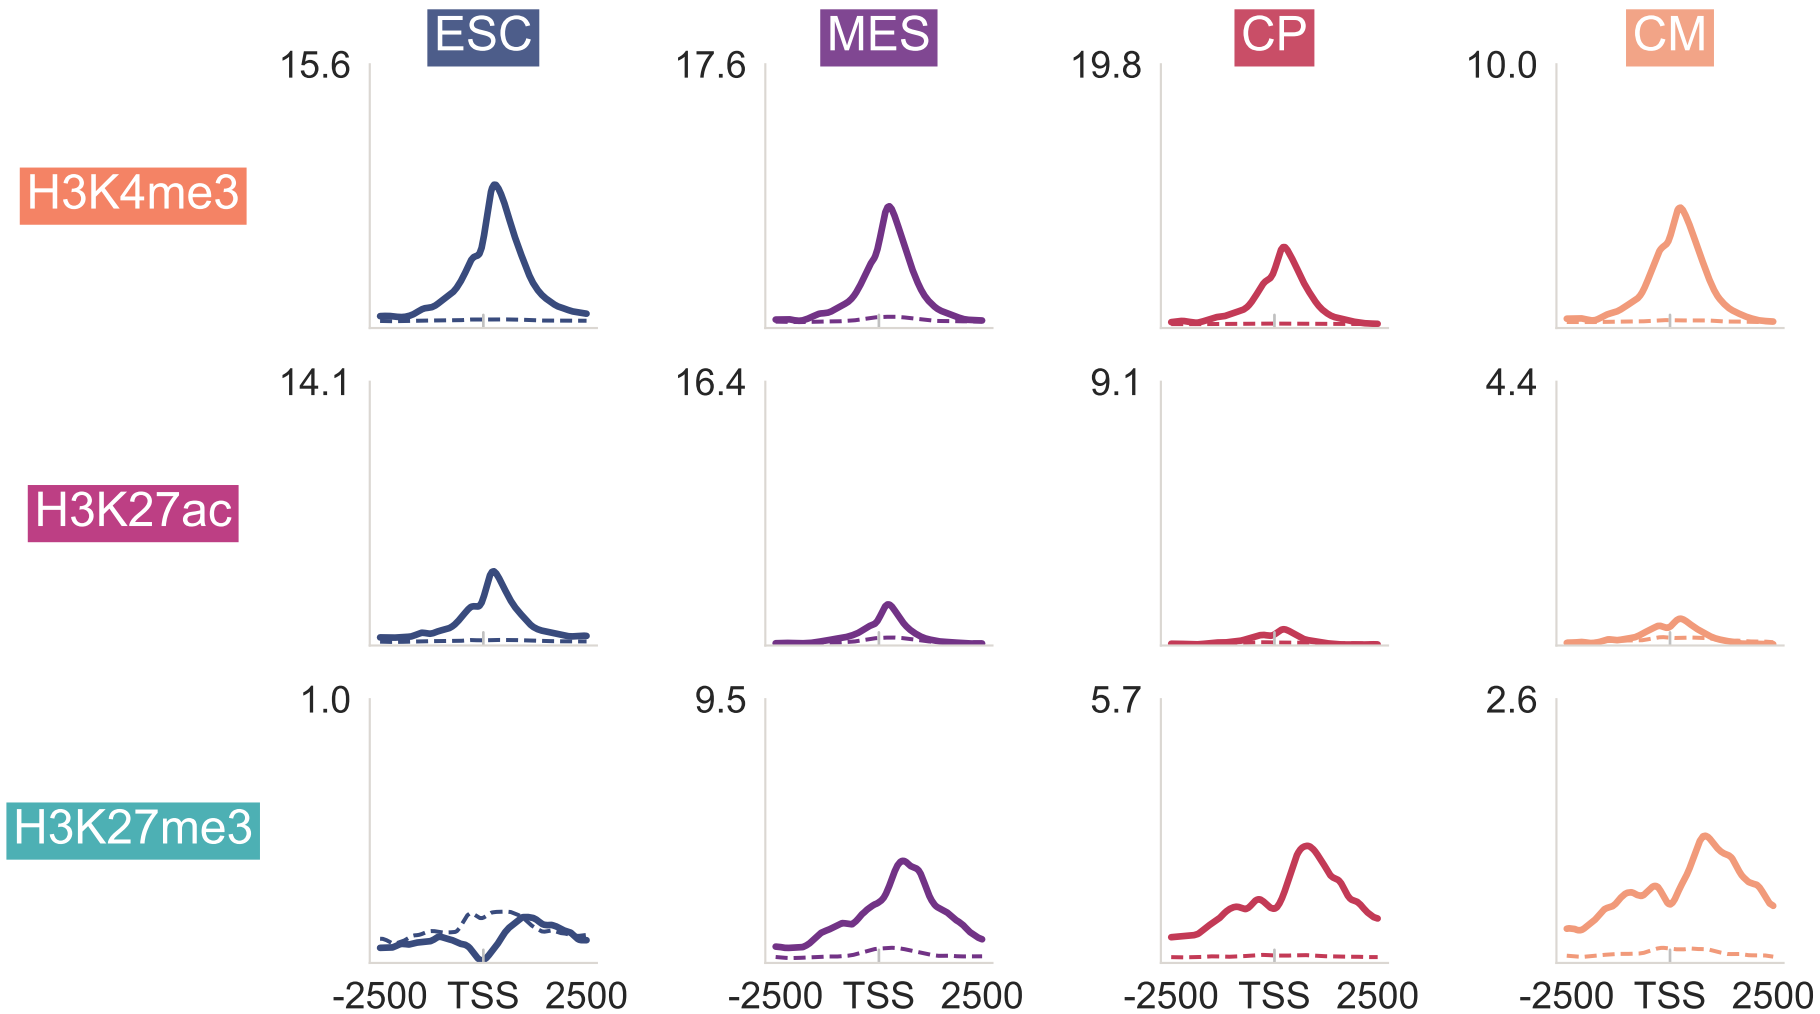 ESC MES CP CM
15.6 17.6 19.8 10.0
H3K4me3
14.1 16.4 9.1 4.4
H3K27ac
1.0 9.5 5.7 2.6
H3K27me3
-2500 TSS 2500 -2500 TSS 2500 -2500 TSS 2500 -2500 TSS 2500